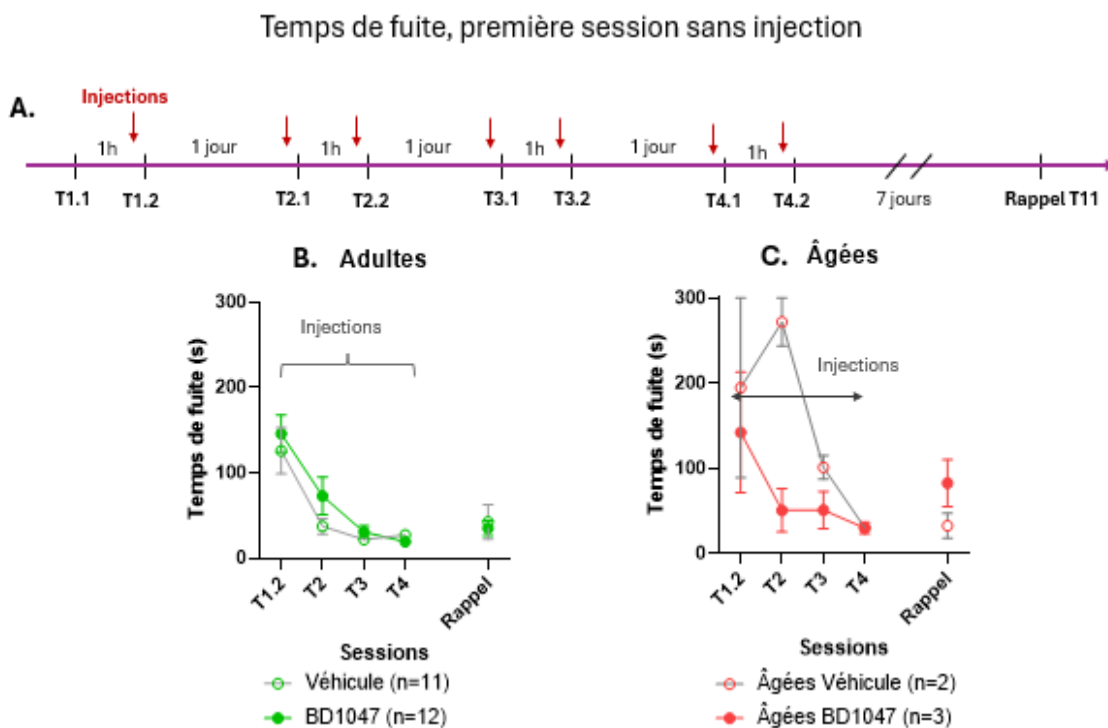 Temps de fuite, première session sans injection
A.
Injections
1h
1 jour
1h
1 jour
1h
1 jour
1h
T1.1
T1.2
T2.1
T2.2
T3.1
T3.2
T4.1
T4.2
7 jours
Rappel T11
B. Adultes
Temps de fuite (s)
300
200
100
0
Injections
T1.2
T2
T3
T4
Rappel
Sessions
Véhicule (n=11)
BD1047 (n=12)
C. Âgées
Temps de fuite (s)
300
200
100
0
Injections
T1.2
T2
T3
T4
Rappel
Sessions
Âgées Véhicule (n=2)
Âgées BD1047 (n=3)